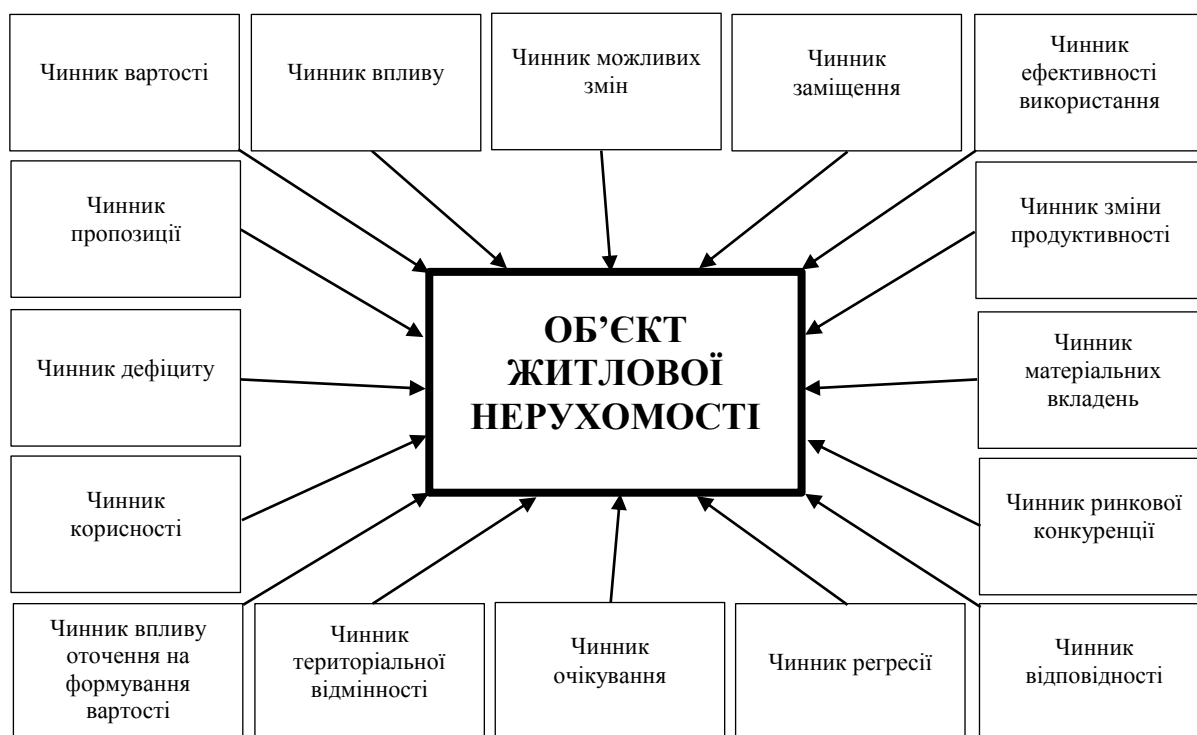 Чинник вартості
Чинник впливу
Чинник можливих
змін
Чинник
заміщення
Чинник
ефективності
використання
Чинник
пропозиції
Чинник зміни
продуктивності
ОБ’ЄКТ
ЖИТЛОВОЇ
НЕРУХОМОСТІ
Чинник дефіциту
Чинник
матеріальних
вкладень
Чинник
корисності
Чинник ринкової
конкуренції
Чинник впливу
оточення на
формування
вартості
Чинник
територіальної
відмінності
Чинник
очікування
Чинник регресії
Чинник
відповідності